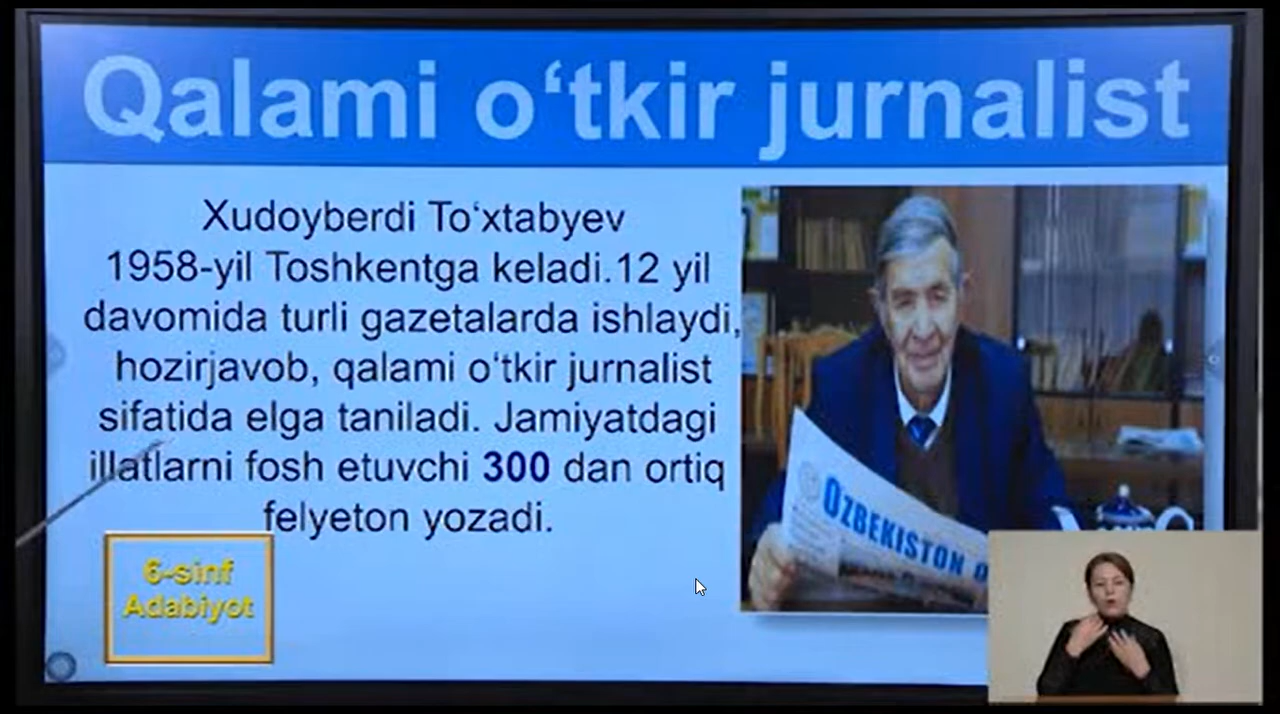 Qalami o‘tkir jurnalist
Xudoyberdi To‘xtabyev
1958-yil Toshkentga keladi.12 yil
davomida turli gazetalarda ishlaydi,
hozirjavob, qalami o‘tkir jurnalist
sifatida elga taniladi. Jamiyatdagi
illatlarni fosh etuvchi 300 dan ortiq
felyeton yozadi.
6-sinf
Adabiyot
OZBEKISTON